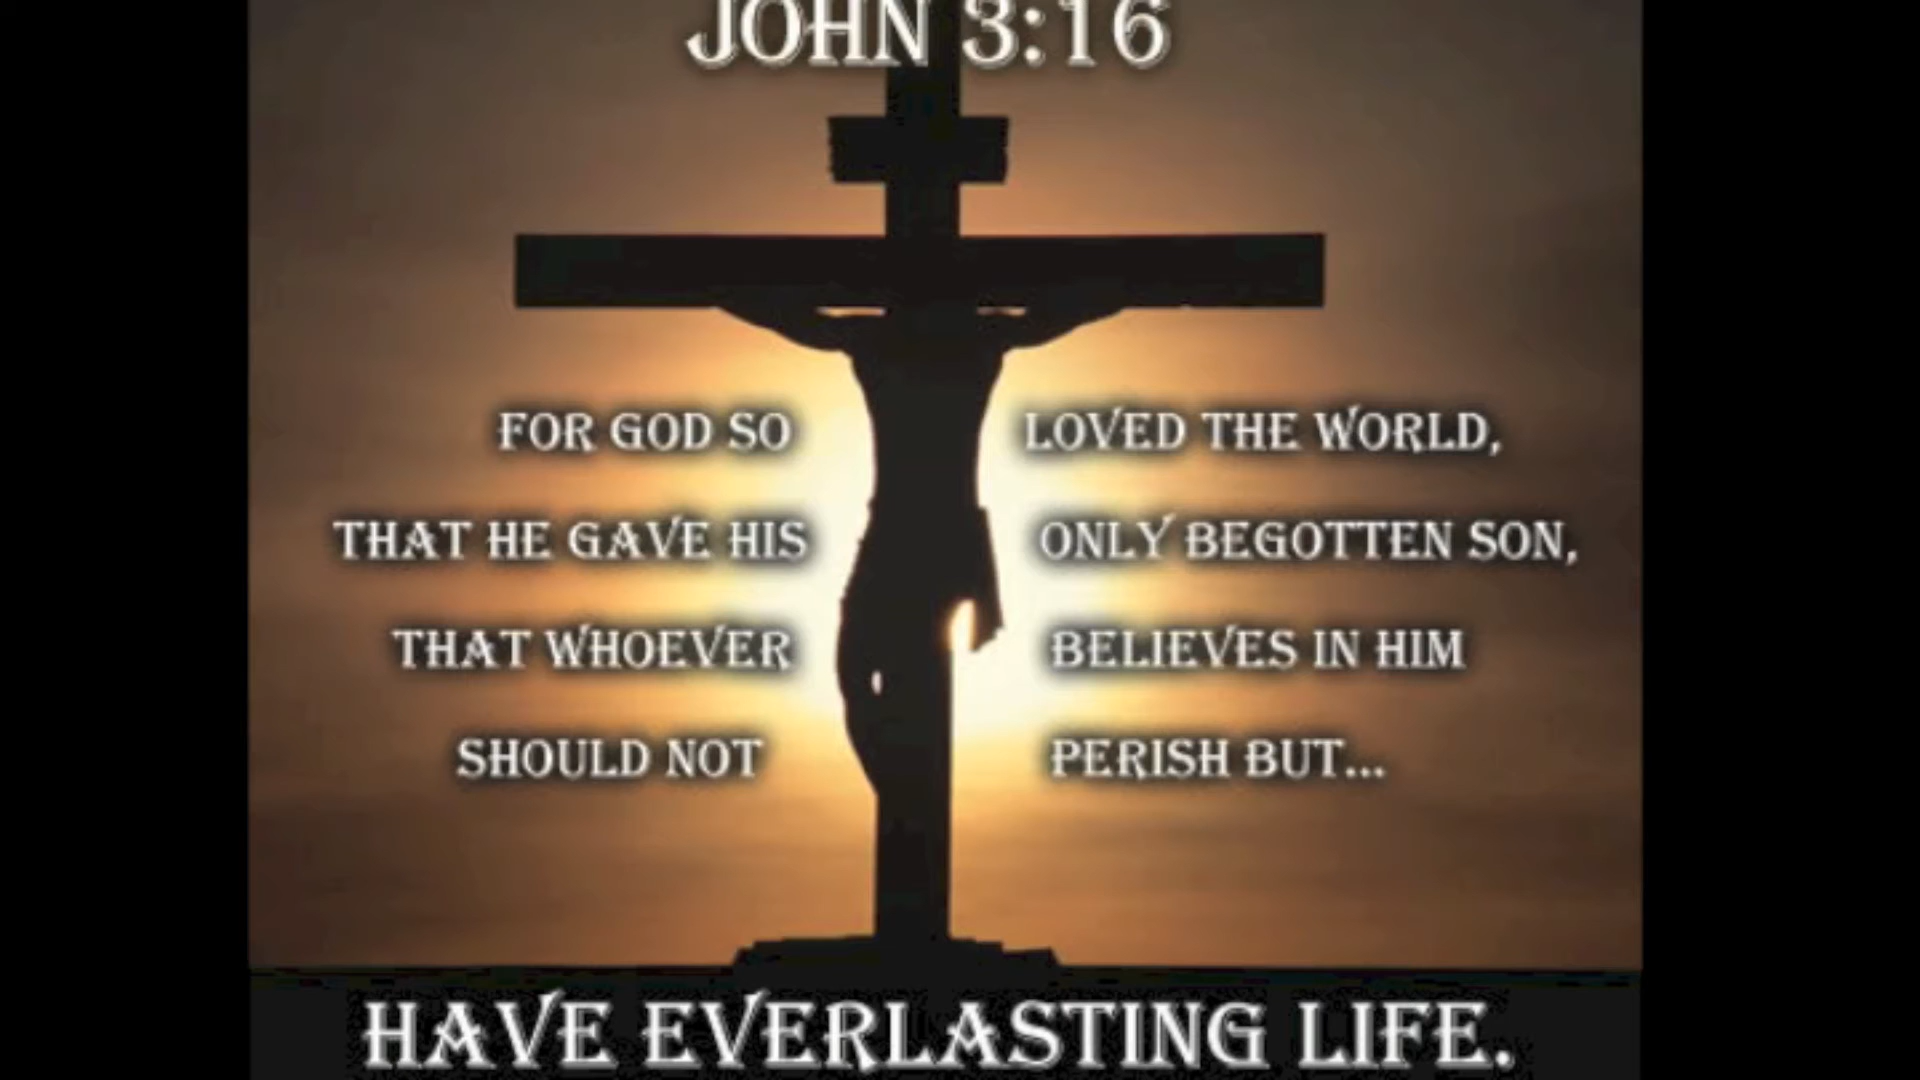 JOHN 3:16
FOR GOD SO LOVED THE WORLD,
THAT HE GAVE HIS ONLY BEGOTTEN SON,
THAT WHOEVER BELIEVES IN HIM
SHOULD NOT PERISH BUT...
HAVE EVERLASTING LIFE.